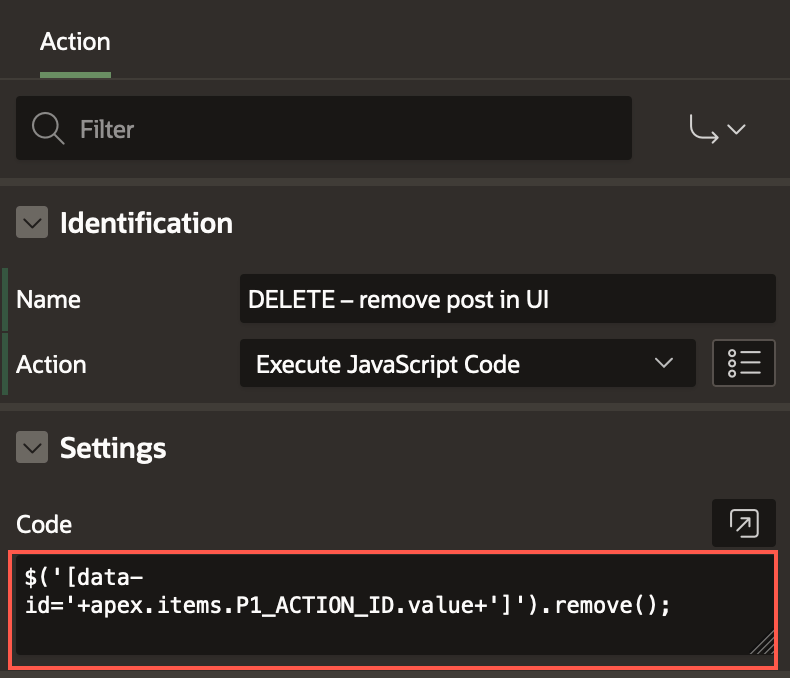 Action
Filter
Identification
Name
DELETE – remove post in UI
Action
Execute JavaScript Code
Settings
Code
$('[data-
id='+apex.items.P1_ACTION_ID.value+']').remove();